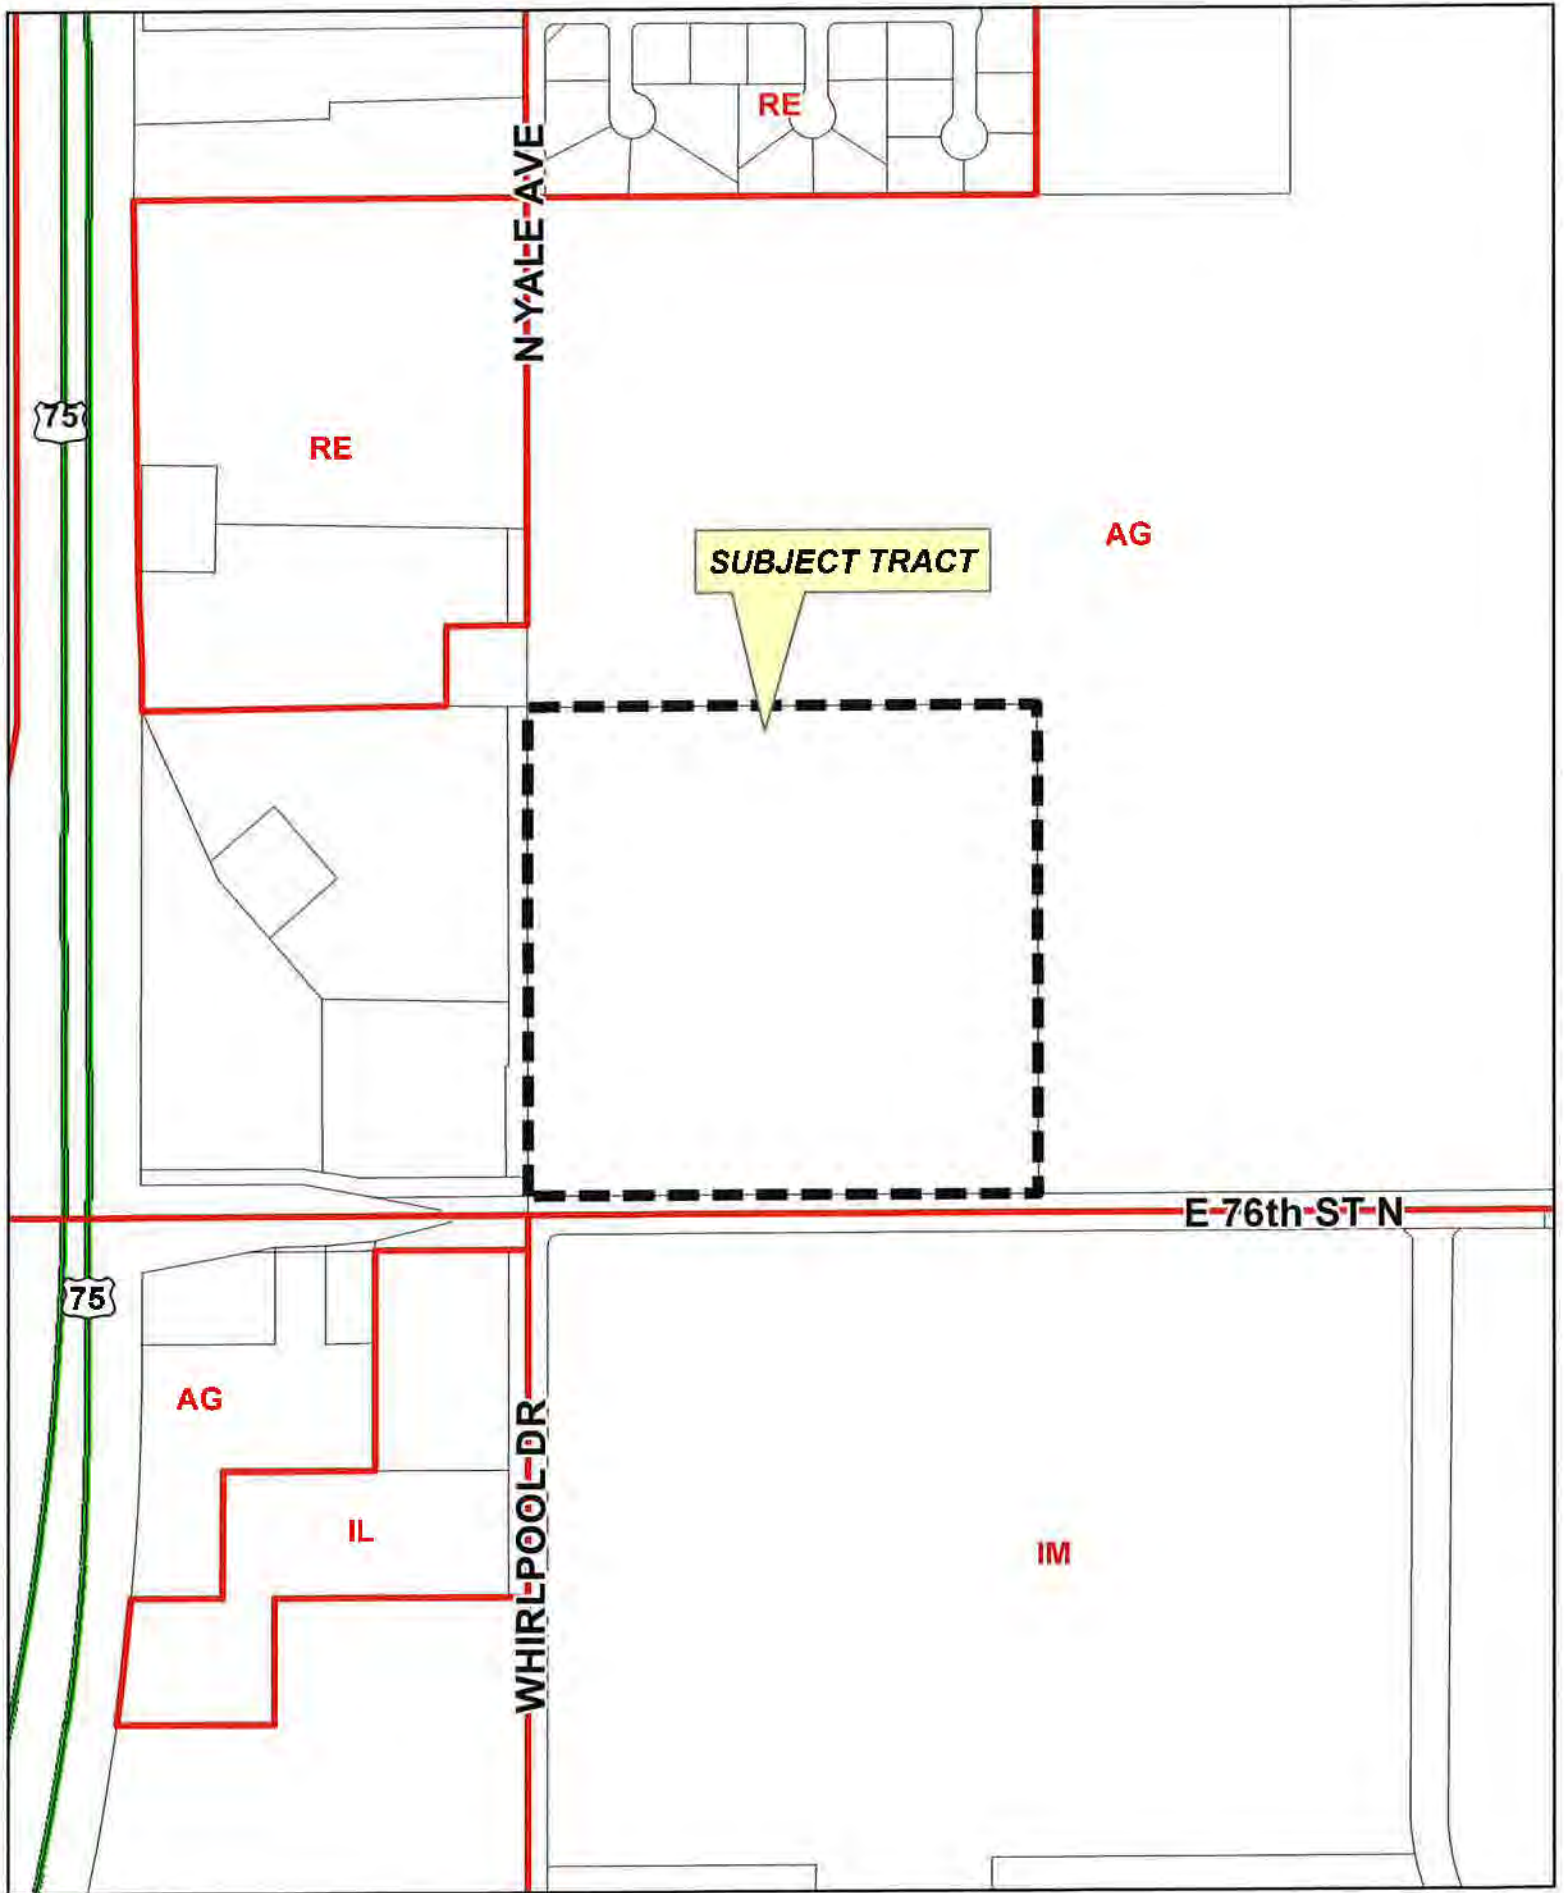 RE
N YALE AVE
75
RE
AG
SUBJECT TRACT
E 76th ST N
75
AG
WHIRLPOOL DR
IL
IM